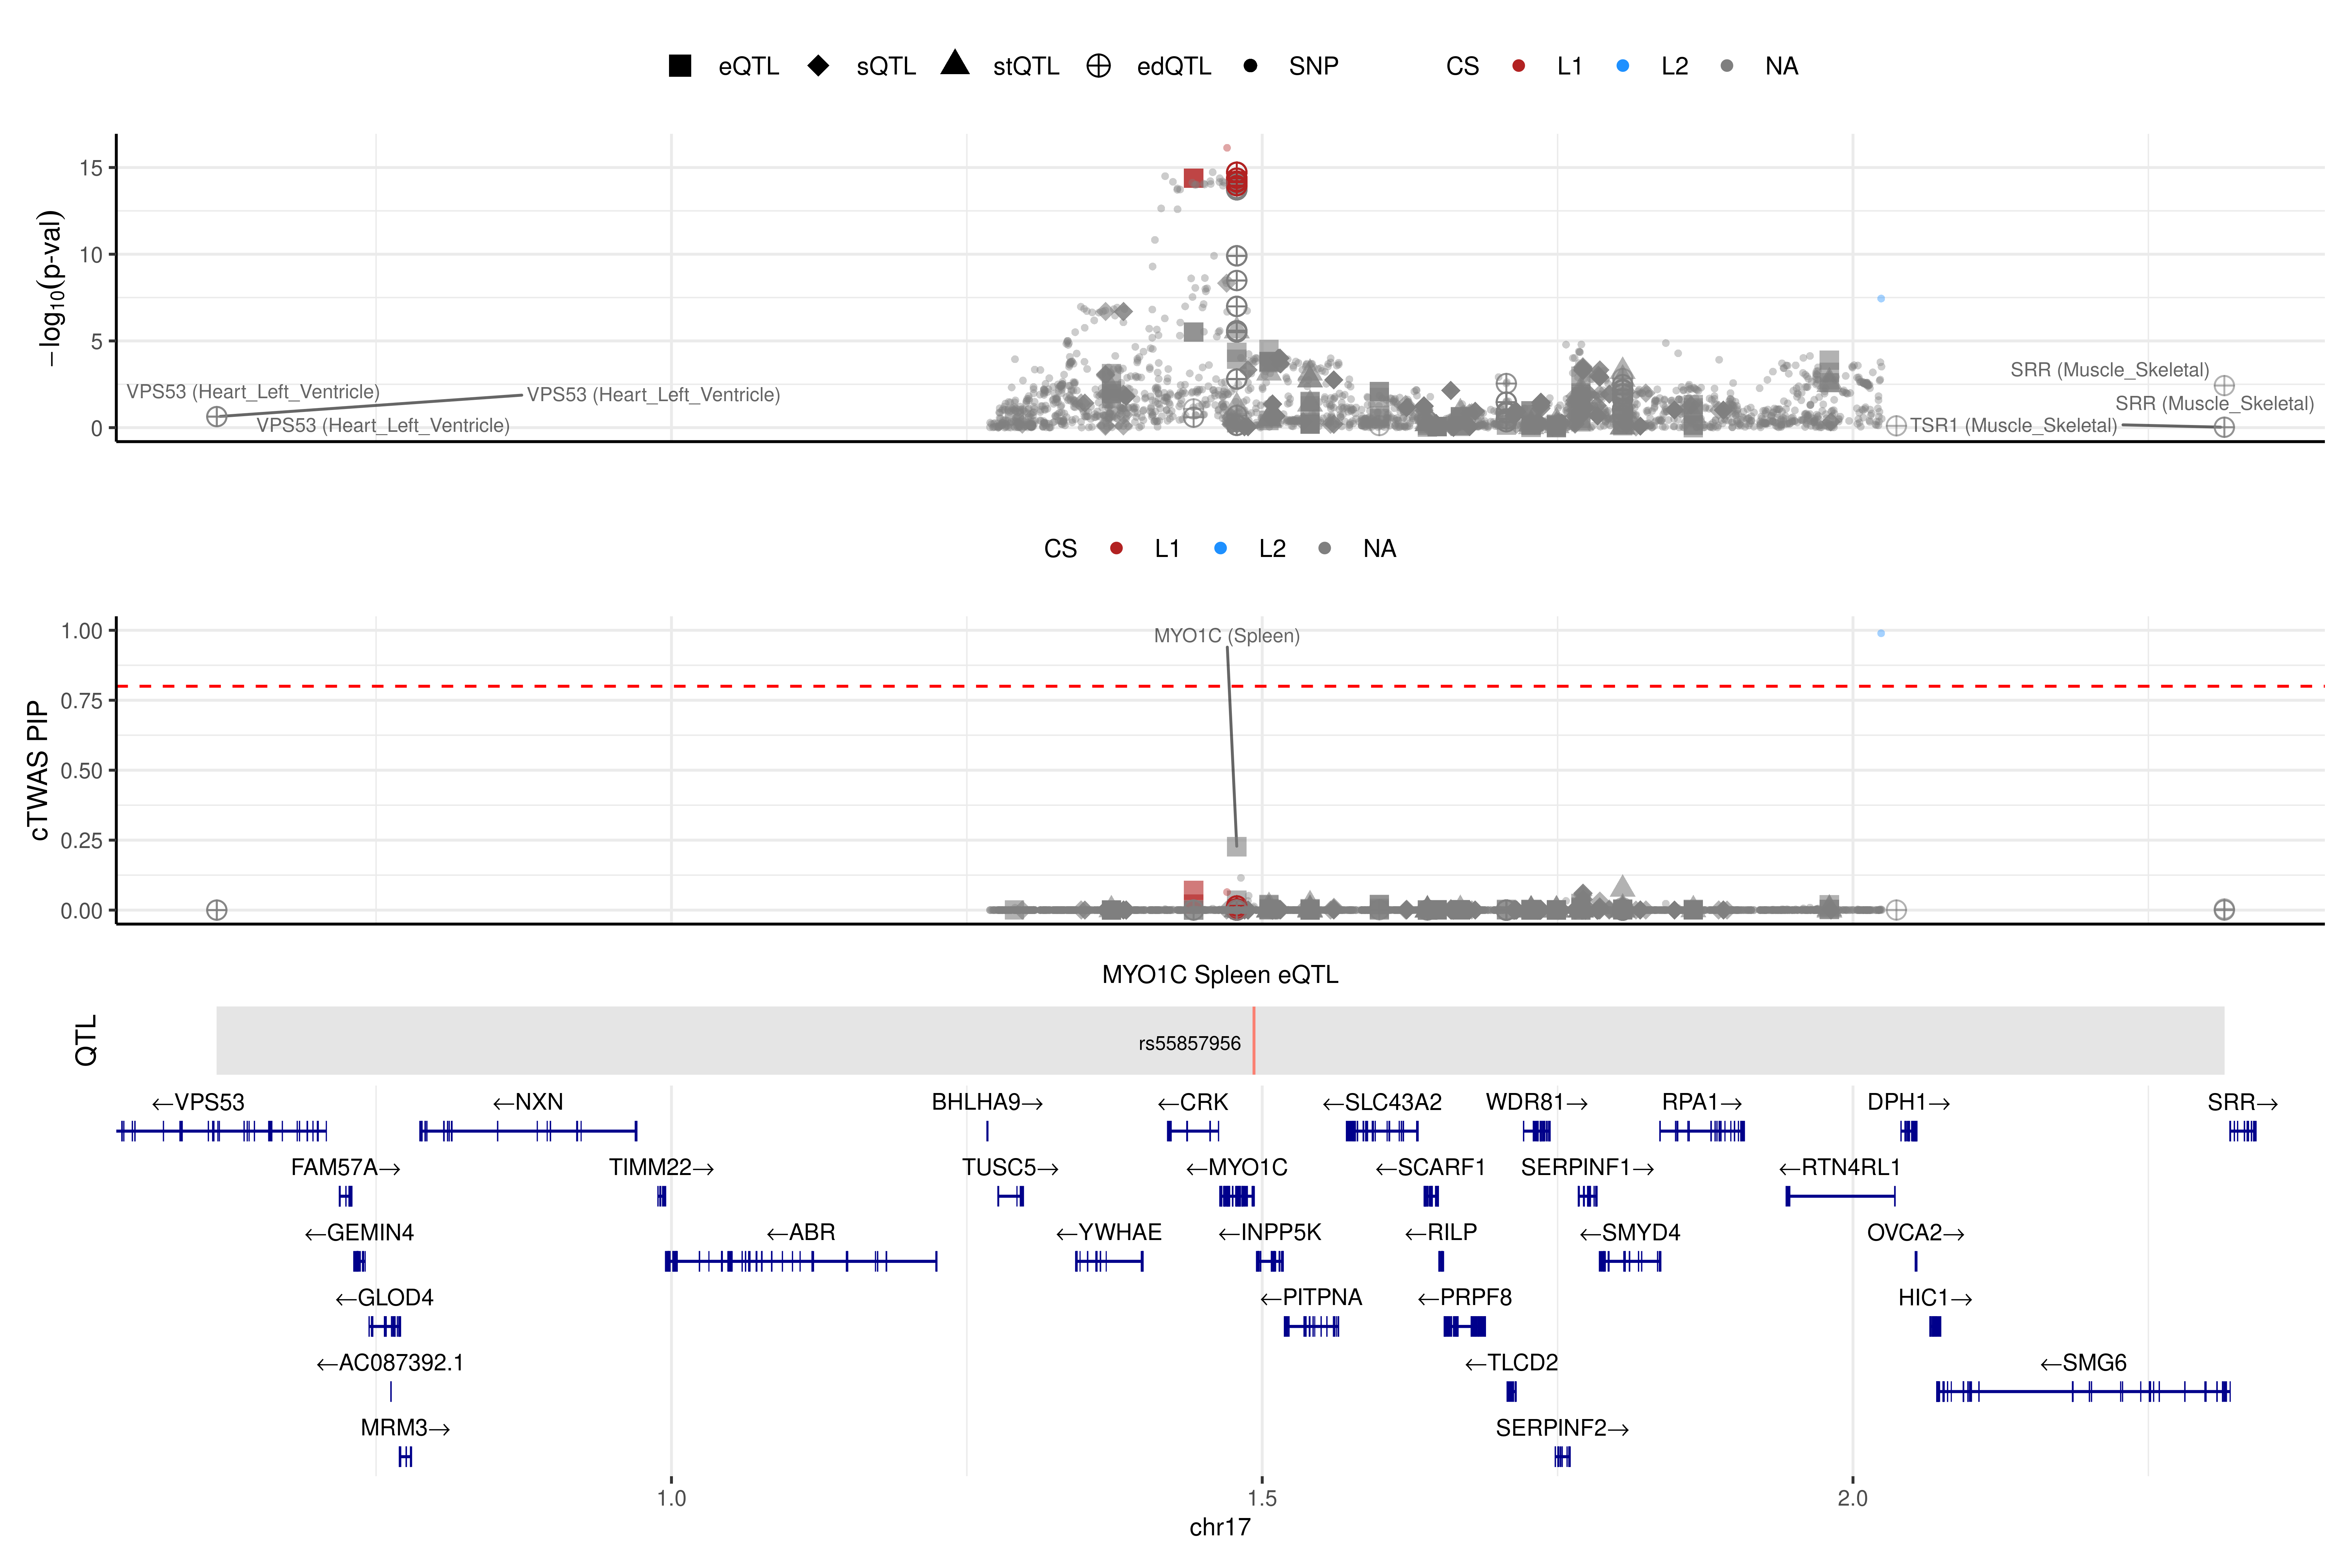 eQTL sQTL stQTL edQTL SNP CS L1 L2 NA
−log10(p-val)
15
10
5
0
VPS53 (Heart_Left_Ventricle)
VPS53 (Heart_Left_Ventricle)
VPS53 (Heart_Left_Ventricle)
SRR (Muscle_Skeletal)
SRR (Muscle_Skeletal)
TSR1 (Muscle_Skeletal)
CS L1 L2 NA
cTWAS PIP
1.00
0.75
0.50
0.25
0.00
MYO1C (Spleen)
MYO1C Spleen eQTL
QTL
rs55857956
←VPS53 ←NXN BHLHA9→ ←CRK ←SLC43A2 WDR81→ RPA1→ DPH1→ SRR→
FAM57A→ TIMM22→ TUSC5→ ←MYO1C ←SCARF1 SERPINF1→ ←RTN4RL1
←GEMIN4 ←ABR ←YWHAE ←INPP5K ←RILP ←SMYD4 OVCA2→
←GLOD4 ←PITPNA ←PRPF8 HIC1→
←AC087392.1 ←TLCD2 ←SMG6
MRM3→ SERPINF2→
1.0 1.5 2.0
chr17